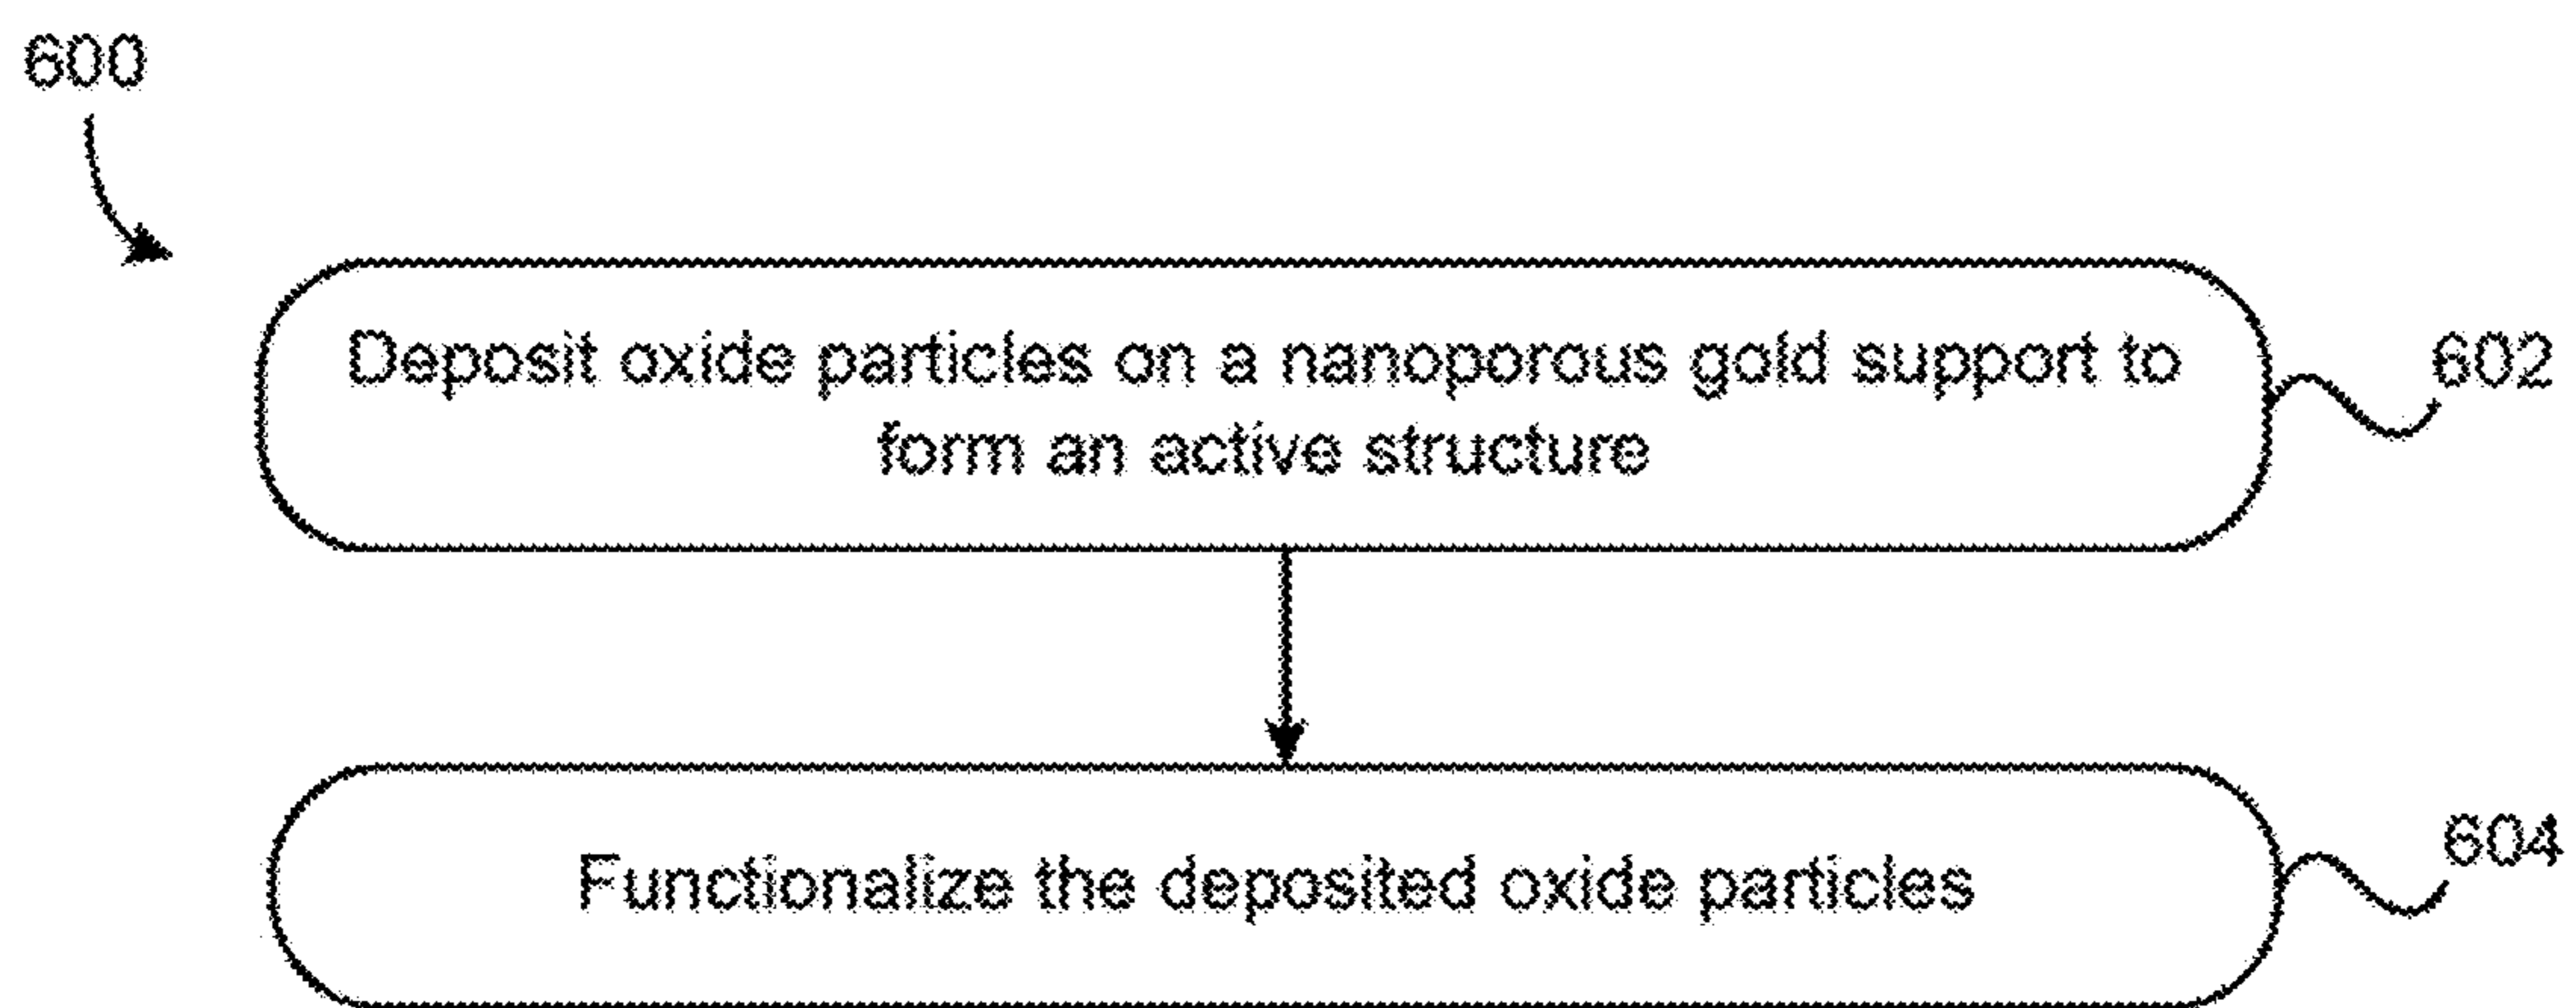 600
Deposit oxide particles on a nanoporous gold support to
form an active structure
602
Functionalize the deposited oxide particles
604